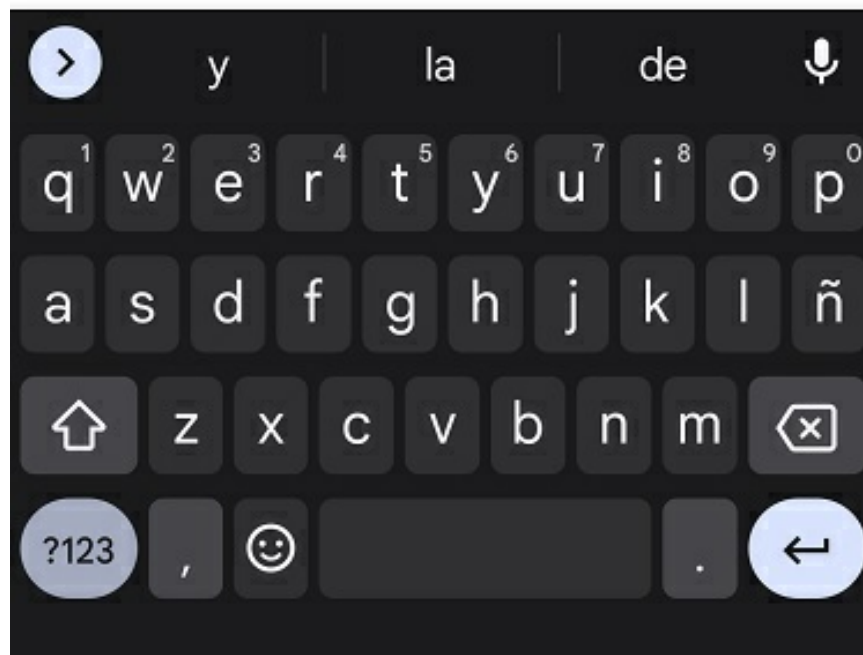 y la de
q1 w2 e3 r4 t5 y6 u7 i8 o9 p0
a s d f g h j k l ñ
z x c v b n m
?123 , .